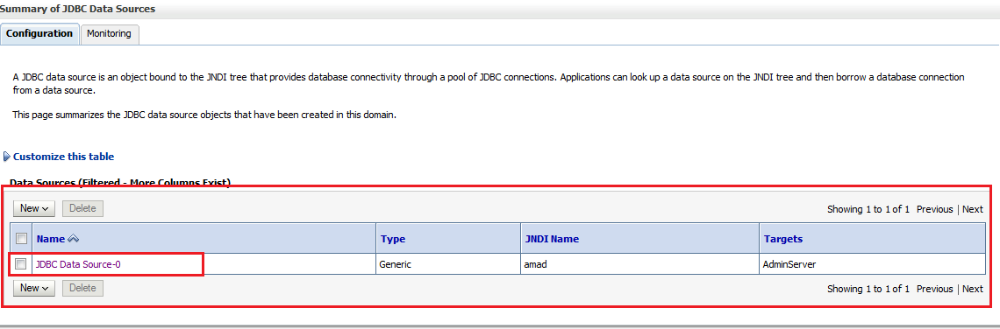 Summary of JDBC Data Sources
Configuration Monitoring
A JDBC data source is an object bound to the JNDI tree that provides database connectivity through a pool of JDBC connections. Applications can look up a data source on the JNDI tree and then borrow a database connection
from a data source.
This page summarizes the JDBC data source objects that have been created in this domain.
Customize this table
Data Sources (Filtered - More Columns Exist)
New Delete Showing 1 to 1 of 1 Previous | Next
Name Type JNDI Name Targets
JDBC Data Source-0 Generic amad AdminServer
New Delete Showing 1 to 1 of 1 Previous | Next